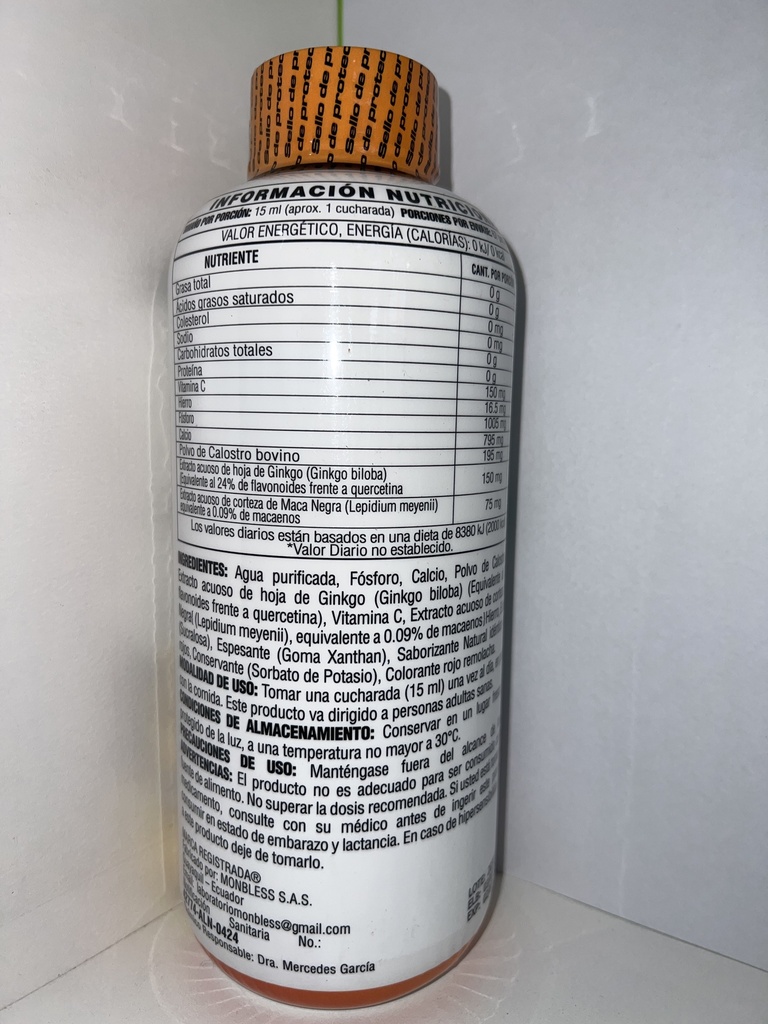 Sello de protec
INFORMACIÓN
POR PORCIÓN: 15 ml (aprox. 1 cucharada) PORCIONES POR
VALOR ENERGÉTICO, ENERGÍA (CALORÍAS): 0 kJ/ 0 kcal
NUTRIENTE CANT. POR
Grasa total 0 g
Ácidos grasos saturados 0 g
Colesterol 0 mg
Sodio 0 mg
Carbohidratos totales 0 g
Proteína 0 g
Vitamina C 150 mg
Hierro 16.5 mg
Fósforo 1005 mg
Calcio 795 mg
Polvo de Calostro bovino 195 mg
Extracto acuoso de hoja de Ginkgo (Ginkgo biloba)
Equivalente al 24% de flavonoides frente a quercetina 150 mg
Extracto acuoso de corteza de Maca Negra (Lepidium meyenii)
equivalente a 0.09% de macaenos 75 mg
Los valores diarios están basados en una dieta de 8380 kJ (2000
*Valor Diario no establecido.
INGREDIENTES: Agua purificada, Fósforo, Calcio, Polvo de
Extracto acuoso de hoja de Ginkgo (Ginkgo biloba) (Equivalente
flavonoides frente a quercetina), Vitamina C, Extracto acuoso de
(Lepidium meyenii), equivalente a 0.09% de macaenos)
(Sucralosa), Espesante (Goma Xanthan), Saborizante Natural
Conservante (Sorbato de Potasio), Colorante rojo remolacha.
MODALIDAD DE USO: Tomar una cucharada (15 ml) una vez al día,
con la comida. Este producto va dirigido a personas adultas sanas.
CONDICIONES DE ALMACENAMIENTO: Conservar en un lugar
protegido de la luz, a una temperatura no mayor a 30°C.
PRECAUCIONES DE USO: Manténgase fuera del alcance de
ADVERTENCIAS: El producto no es adecuado para ser consumido
de alimento. No superar la dosis recomendada. Si usted
medicamento, consulte con su médico antes de ingerir
consumir en estado de embarazo y lactancia. En caso de
este producto deje de tomarlo.
REGISTRADA®
por: MONBLESS S.A.S.
– Ecuador
laboratoriomonbless@gmail.com
Sanitaria No.:
-ALN-0424
Responsable: Dra. Mercedes García